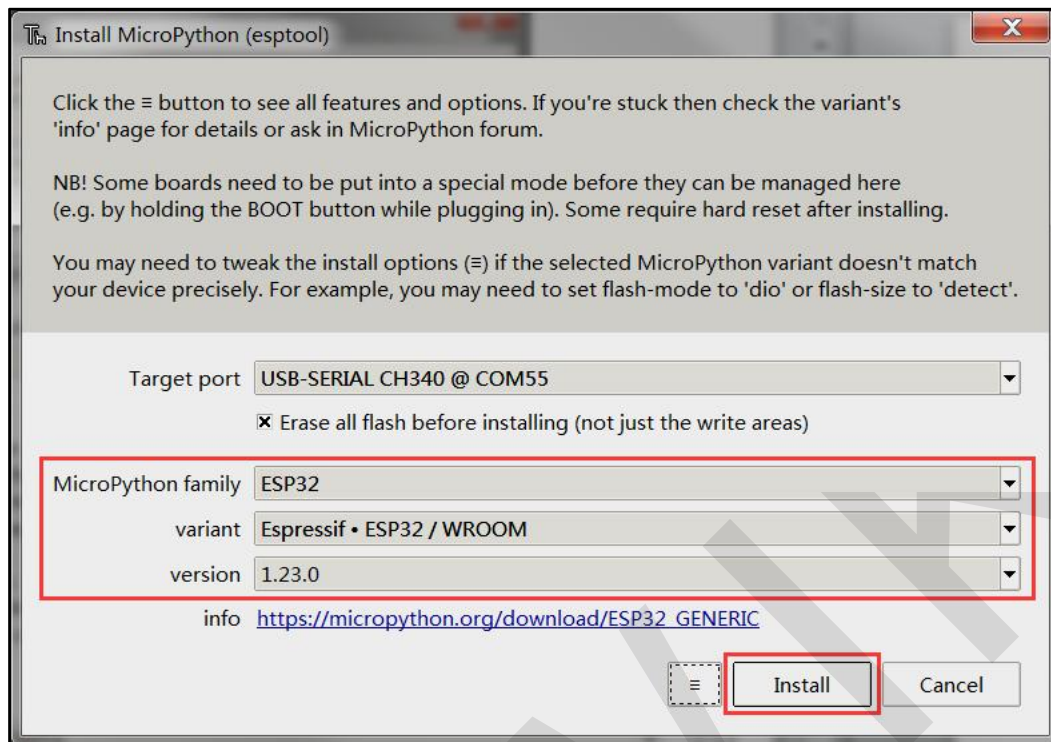 Install MicroPython (esptool)
Click the ≡ button to see all features and options. If you're stuck then check the variant's
'info' page for details or ask in MicroPython forum.
NB! Some boards need to be put into a special mode before they can be managed here
(e.g. by holding the BOOT button while plugging in). Some require hard reset after installing.
You may need to tweak the install options (≡) if the selected MicroPython variant doesn't match
your device precisely. For example, you may need to set flash-mode to 'dio' or flash-size to 'detect'.
Target port USB-SERIAL CH340 @ COM55
Erase all flash before installing (not just the write areas)
MicroPython family ESP32
variant Espressif • ESP32 / WROOM
version 1.23.0
info https://micropython.org/download/ESP32_GENERIC
≡ Install Cancel